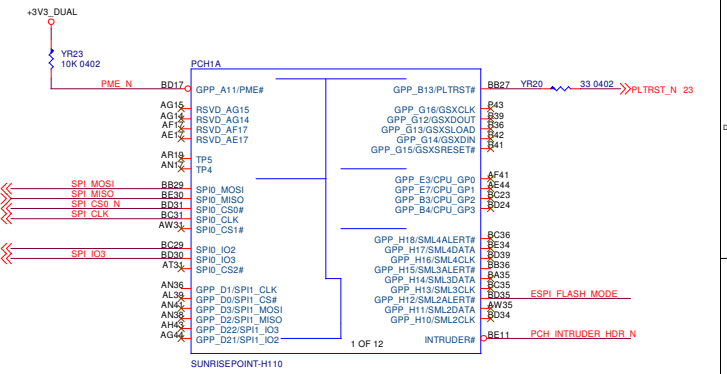 +3V3_DUAL
YR23
10K 0402
PCH1A
PME_N BD17 GPP_A11/PME#
GPP_B13/PLTRST# BB27 YR20 33 0402 PLTRST_N 23
AG15 RSVD_AG15
AG14 RSVD_AG14
AF17 RSVD_AF17
AE17 RSVD_AE17
GPP_G16/GSXCLK P43
GPP_G12/GSXDOUT
GPP_G13/GSXSLOAD
GPP_G14/GSXDIN
GPP_G15/GSXSRESET#
AR18 TP5
AN17 TP4
GPP_E3/CPU_GP0 AF41
GPP_E7/CPU_GP1 AE44
GPP_B3/CPU_GP2 BC23
GPP_B4/CPU_GP3 BD24
SPI_MOSI BB29 SPI0_MOSI
SPI_MISO BE30 SPI0_MISO
SPI_CS0_N BD31 SPI0_CS0#
SPI_CLK BC31 SPI0_CLK
AW31 SPI0_CS1#
BC29 SPI0_IO2
SPI_IO3 BD30 SPI0_IO3
AT31 SPI0_CS2#
GPP_H18/SML4ALERT# BC36
GPP_H17/SML4DATA BE34
GPP_H16/SML4CLK BD39
GPP_H15/SML3ALERT# BB36
GPP_H14/SML3DATA BA35
GPP_H13/SML3CLK BC35
GPP_H12/SML2ALERT# BD35 ESPI_FLASH_MODE
GPP_H11/SML2DATA AW35
GPP_H10/SML2CLK BD34
AN36 GPP_D1/SPI1_CLK
AL39 GPP_D0/SPI1_CS#
AN41 GPP_D3/SPI1_MOSI
AN38 GPP_D2/SPI1_MISO
AH43 GPP_D22/SPI1_IO3
AG44 GPP_D21/SPI1_IO2
1 OF 12
INTRUDER# BE11 PCH_INTRUDER_HDR_N
SUNRISEPOINT-H110
D